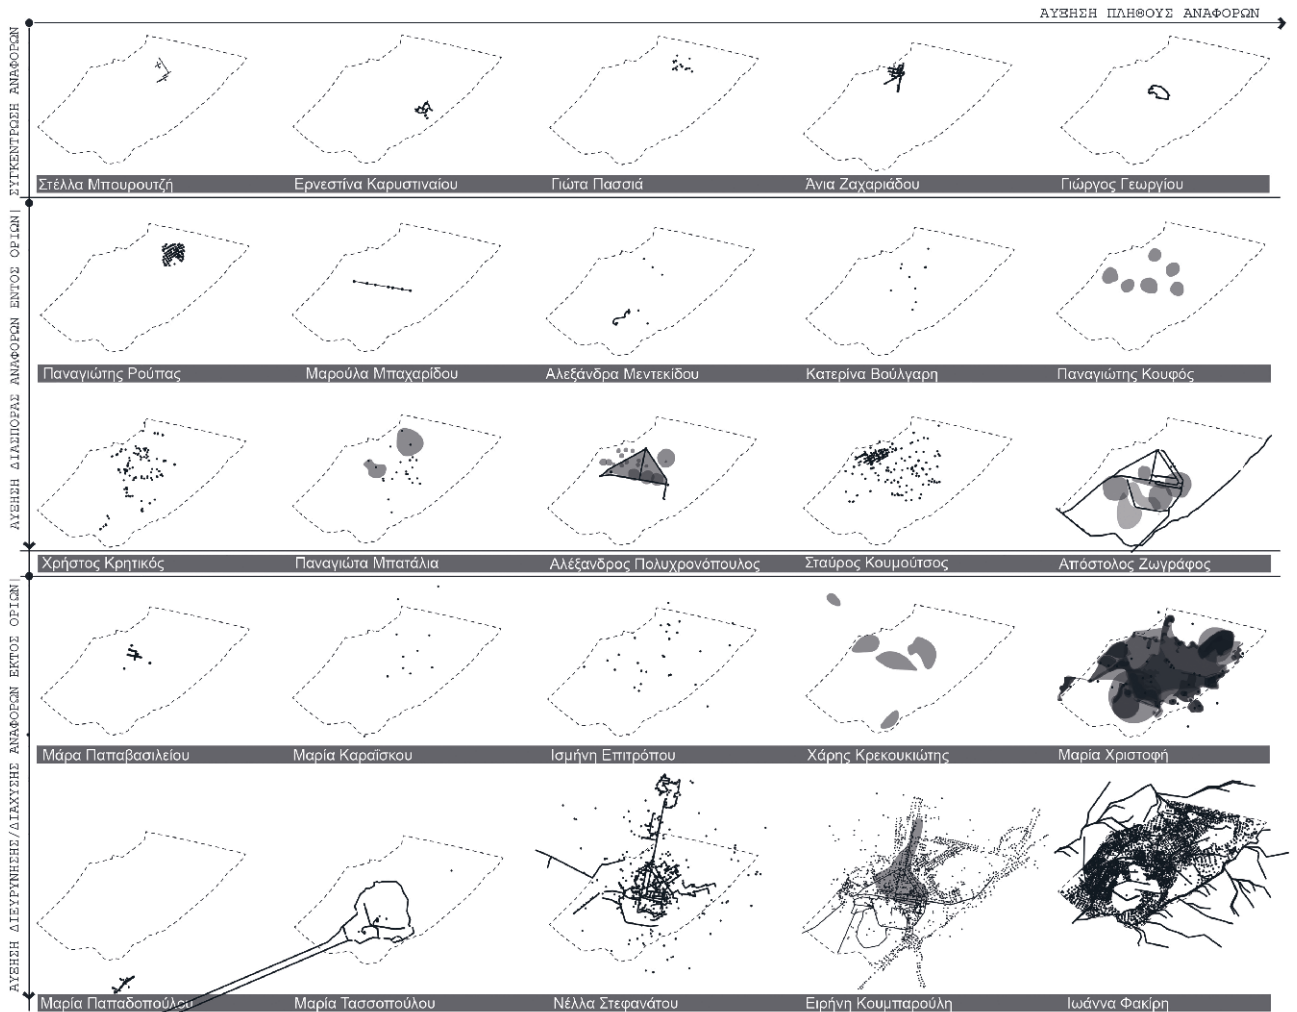 ΑΥΞΗΣΗ ΠΛΗΘΟΥΣ ΑΝΑΦΟΡΩΝ
ΣΥΓΚΕΝΤΡΩΣΗ ΑΝΑΦΟΡΩΝ
Στέλλα Μπουρουτζή
Ερνεστίνα Καρυστιναίου
Γιώτα Πασσιά
Άνια Ζαχαριάδου
Γιώργος Γεωργίου
ΑΥΞΗΣΗ ΔΙΑΣΠΟΡΑΣ ΑΝΑΦΟΡΩΝ ΕΝΤΟΣ ΟΡΙΩΝ|
Παναγιώτης Ρούπας
Μαρούλα Μπαχαρίδου
Αλεξάνδρα Μεντεκίδου
Κατερίνα Βούλγαρη
Παναγιώτης Κουφός
Χρήστος Κρητικός
Παναγιώτα Μπατάλια
Αλέξανδρος Πολυχρονόπουλος
Σταύρος Κουμούτσος
Απόστολος Ζωγράφος
ΑΥΞΗΣΗ ΔΙΕΥΡΥΝΗΣΗΣ/ΔΙΑΧΥΣΗΣ ΑΝΑΦΟΡΩΝ ΕΚΤΟΣ ΟΡΙΩΝ|
Μάρα Παπαβασιλείου
Μαρία Καραΐσκου
Ισμήνη Επιτρόπου
Χάρης Κρεκουκιώτης
Μαρία Χριστοφή
Μαρία Παπαδοπούλου
Μαρία Τασσοπούλου
Νέλλα Στεφανάτου
Ειρήνη Κουμπαρούλη
Ιωάννα Φακίρη